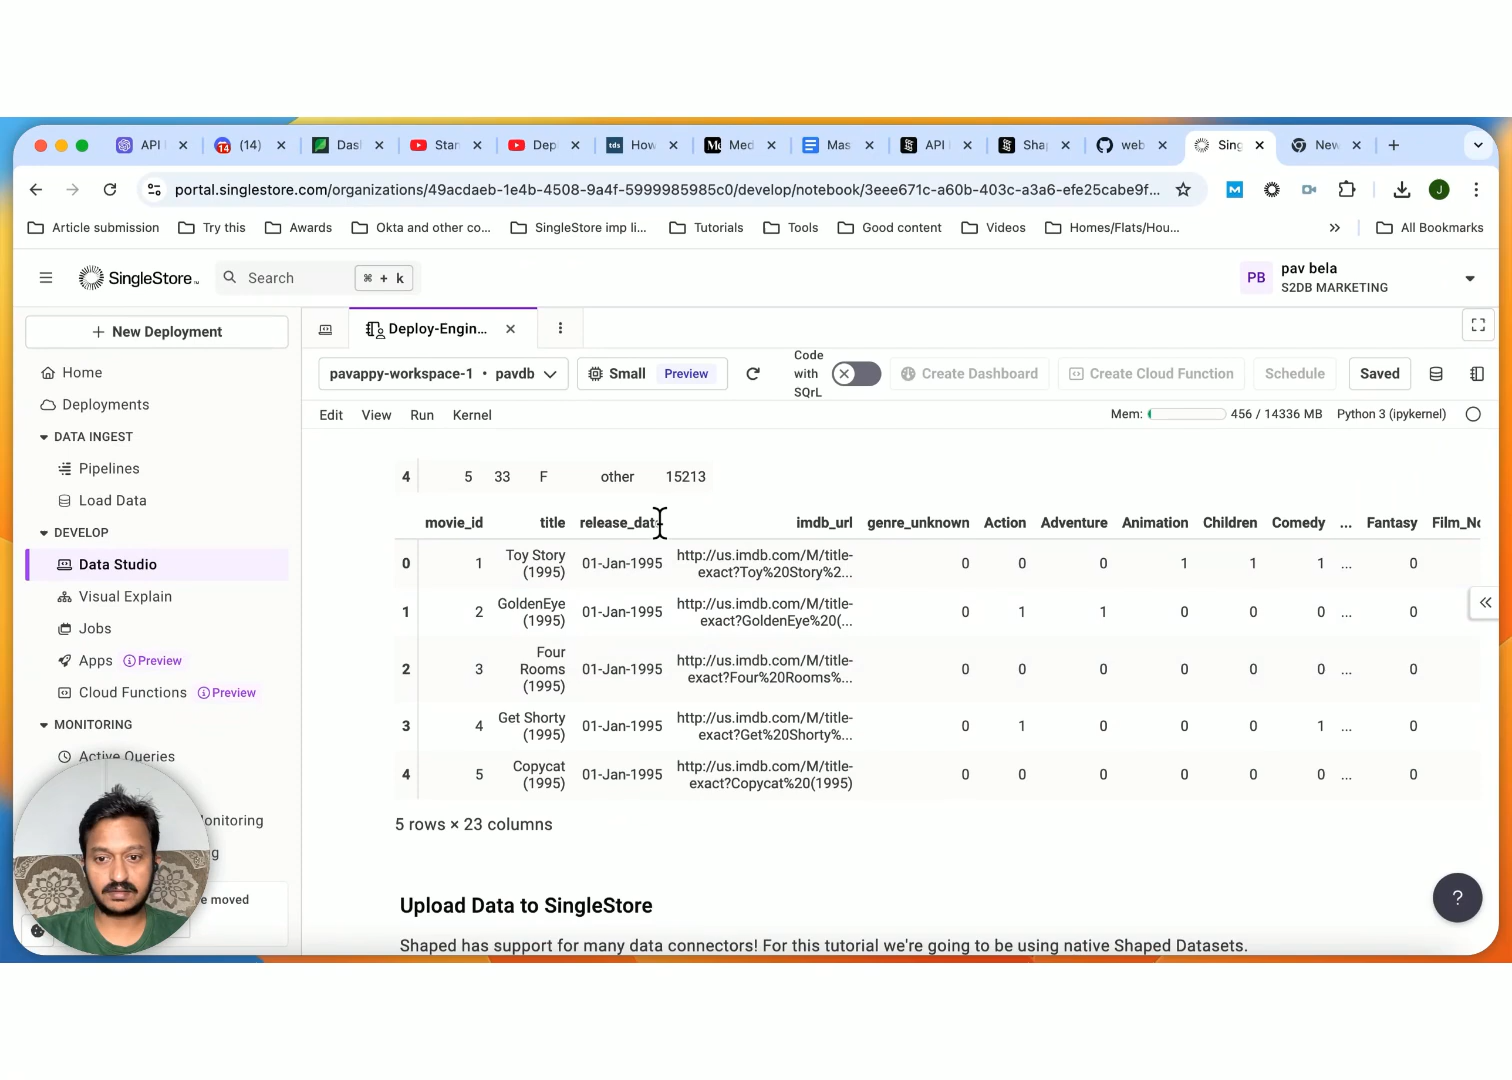 API
(14)
14
Das
Star
Dep
tds
How
Med
Mas
API
Sha
web
Sing
New
portal.singlestore.com/organizations/49acdaeb-1e4b-4508-9a4f-5999985985c0/develop/notebook/3eee671c-a60b-403c-a3a6-efe25cabe9f...
J
Article submission
Try this
Awards
Okta and other co...
SingleStore imp li...
Tutorials
Tools
Good content
Videos
Homes/Flats/Hou...
»
All Bookmarks
SingleStore
Search
⌘ + k
PB
pav bela
S2DB MARKETING
+ New Deployment
Deploy-Engin...
Home
Deployments
DATA INGEST
Pipelines
Load Data
DEVELOP
Data Studio
Visual Explain
Jobs
Apps Preview
Cloud Functions Preview
MONITORING
Active Queries
onitoring
g
e moved
pavappy-workspace-1 • pavdb
Small Preview
Code with SQrL
Create Dashboard
Create Cloud Function
Schedule
Saved
Edit View Run Kernel
Mem: 456 / 14336 MB
Python 3 (ipykernel)
4 5 33 F other 15213
movie_id title release_dat imdb_url genre_unknown Action Adventure Animation Children Comedy ... Fantasy Film_No
0 1 Toy Story (1995) 01-Jan-1995 http://us.imdb.com/M/title-exact?Toy%20Story%2... 0 0 0 1 1 1 ... 0
1 2 GoldenEye (1995) 01-Jan-1995 http://us.imdb.com/M/title-exact?GoldenEye%20(... 0 1 1 0 0 0 ... 0
2 3 Four Rooms (1995) 01-Jan-1995 http://us.imdb.com/M/title-exact?Four%20Rooms%... 0 0 0 0 0 0 ... 0
3 4 Get Shorty (1995) 01-Jan-1995 http://us.imdb.com/M/title-exact?Get%20Shorty%... 0 1 0 0 0 1 ... 0
4 5 Copycat (1995) 01-Jan-1995 http://us.imdb.com/M/title-exact?Copycat%20(1995) 0 0 0 0 0 0 ... 0
5 rows × 23 columns
Upload Data to SingleStore
Shaped has support for many data connectors! For this tutorial we're going to be using native Shaped Datasets.
?